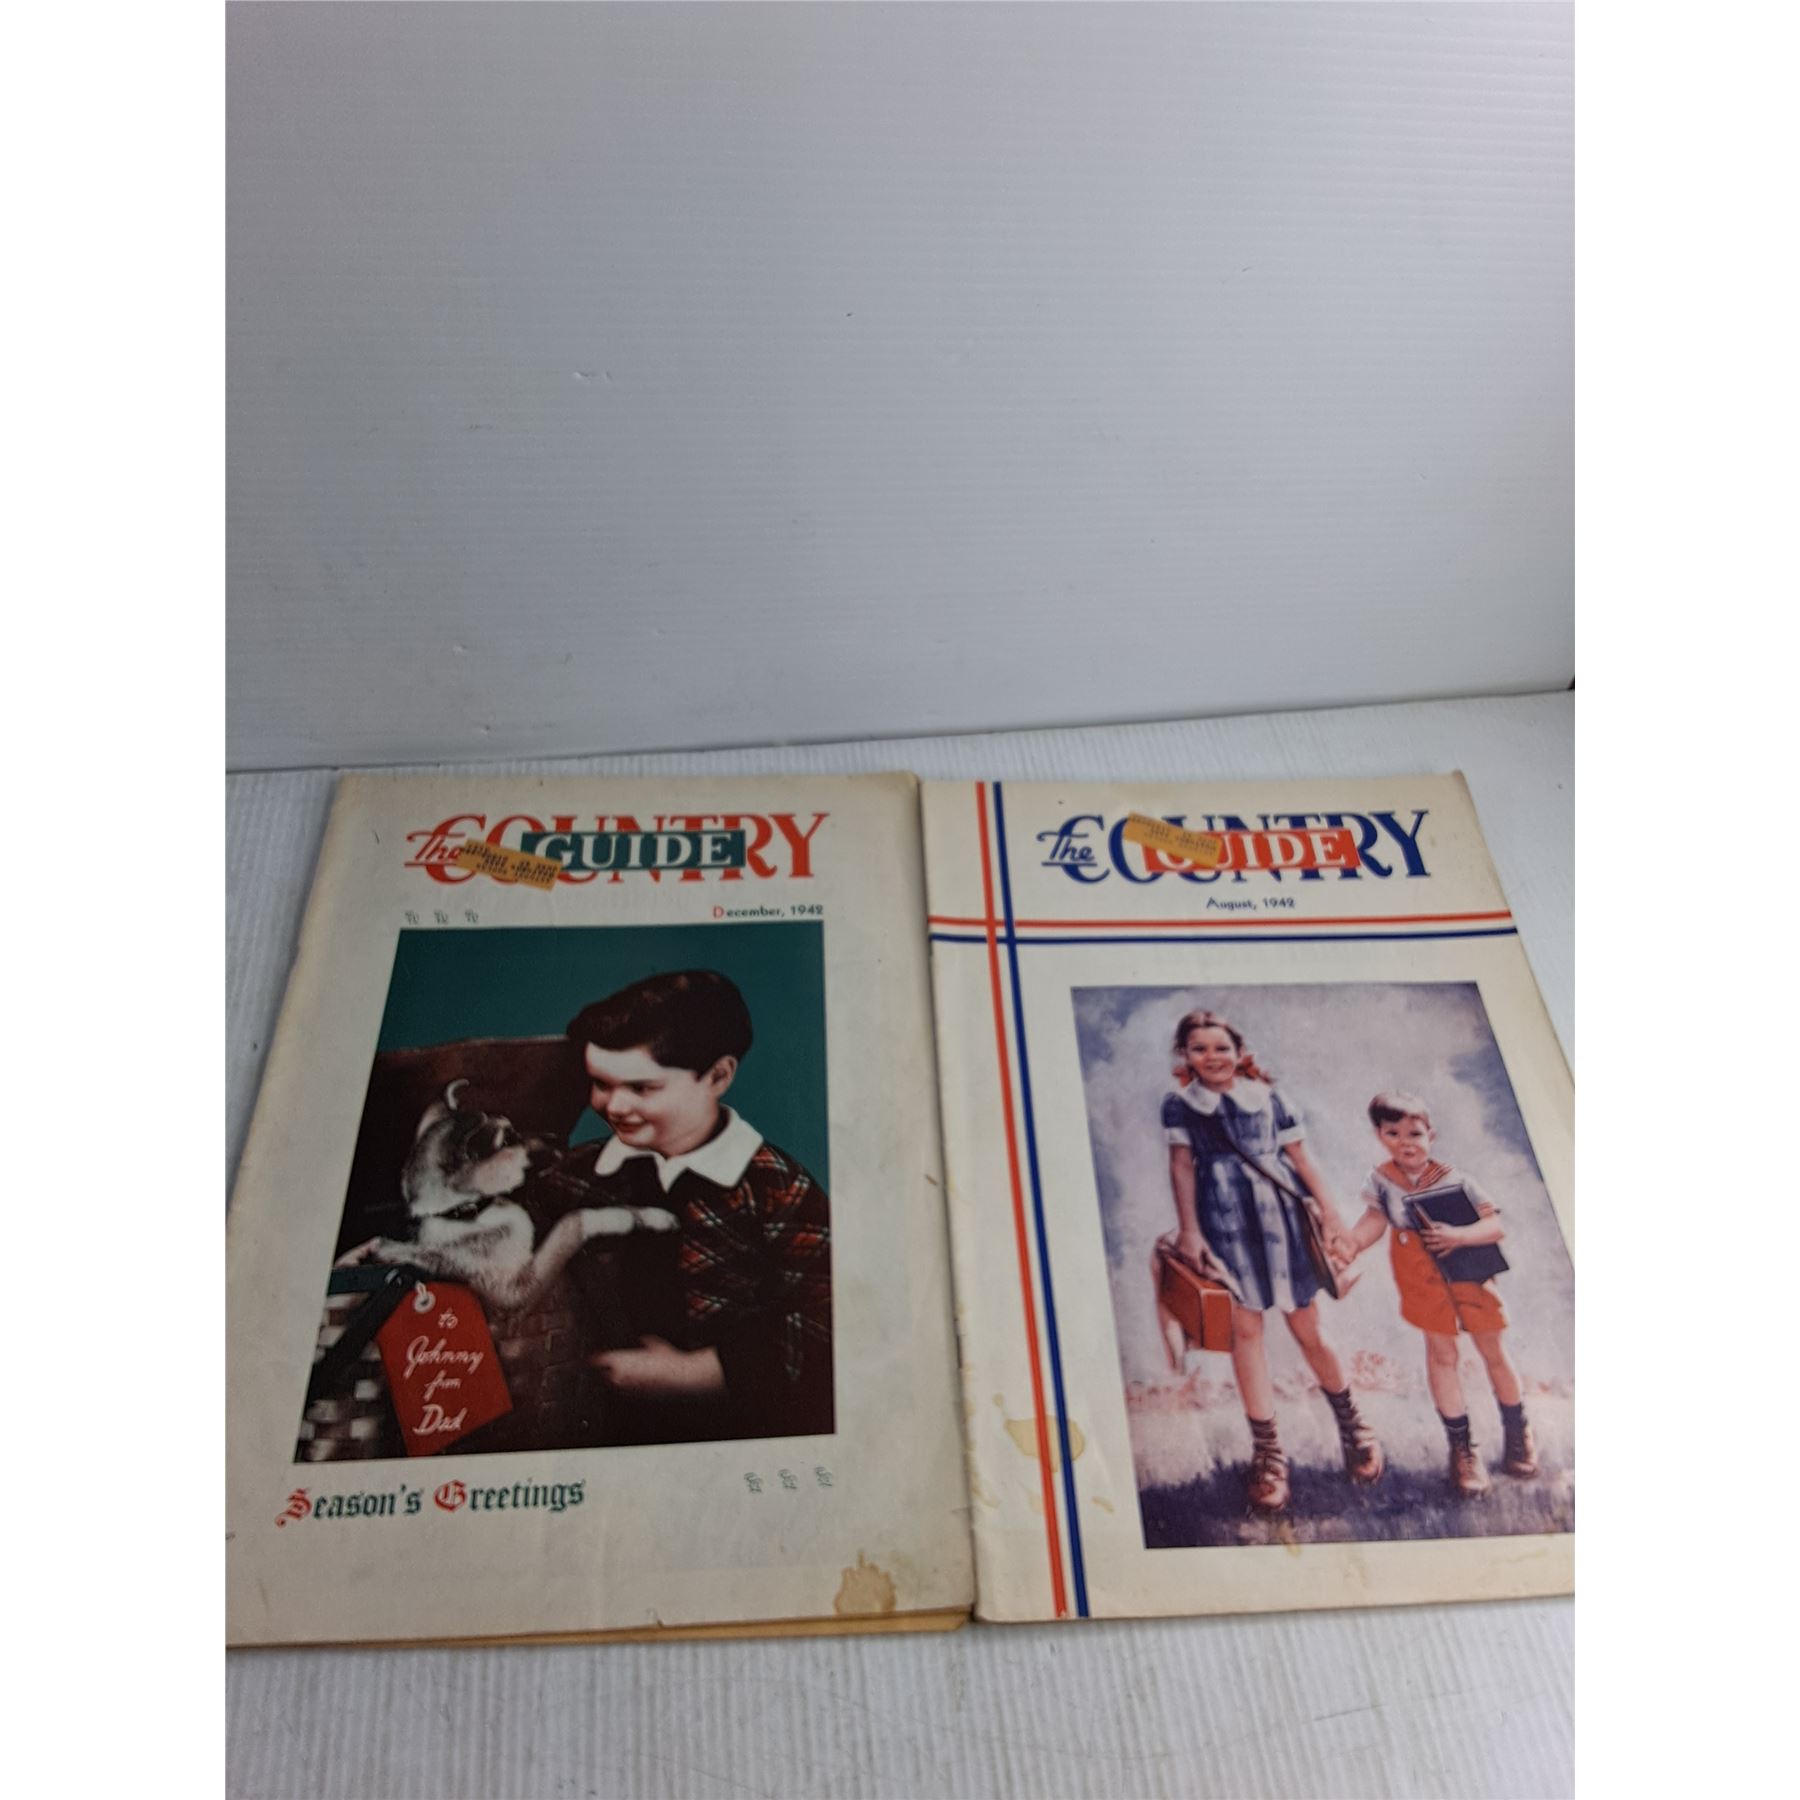 The COUNTRY GUIDE
December, 1942
to
Johnny
from
Dad
Season's Greetings
The COUNTRY GUIDE
August, 1942